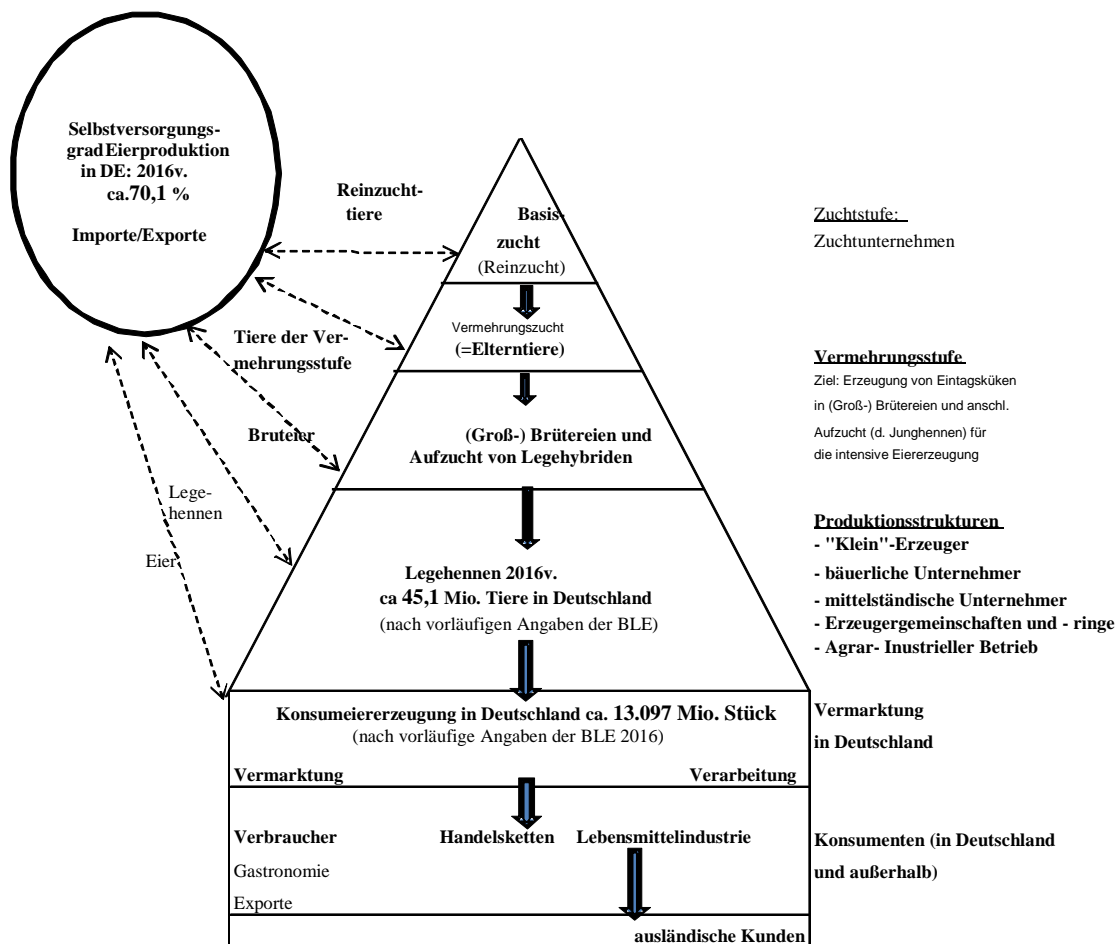 Selbstversorgungs-
grad Eierproduktion
in DE: 2016v.
ca.70,1 %
Importe/Exporte
Reinzucht-
tiere
Tiere der Ver-
mehrungsstufe
Bruteier
Lege-
hennen
Eier
Basis-
zucht
(Reinzucht)
Vermehrungszucht
(=Elterntiere)
(Groß-) Brütereien und
Aufzucht von Legehybriden
Legehennen 2016v.
ca 45,1 Mio. Tiere in Deutschland
(nach vorläufigen Angaben der BLE)
Konsumeiererzeugung in Deutschland ca. 13.097 Mio. Stück
(nach vorläufige Angaben der BLE 2016)
Vermarktung Verarbeitung
Verbraucher Handelsketten Lebensmittelindustrie
Gastronomie
Exporte
ausländische Kunden
Zuchtstufe:
Zuchtunternehmen
Vermehrungsstufe
Ziel: Erzeugung von Eintagsküken
in (Groß-) Brütereien und anschl.
Aufzucht (d. Junghennen) für
die intensive Eiererzeugung
Produktionsstrukturen
- "Klein"-Erzeuger
- bäuerliche Unternehmer
- mittelständische Unternehmer
- Erzeugergemeinschaften und - ringe
- Agrar- Inustrieller Betrieb
Vermarktung
in Deutschland
Konsumenten (in Deutschland
und außerhalb)